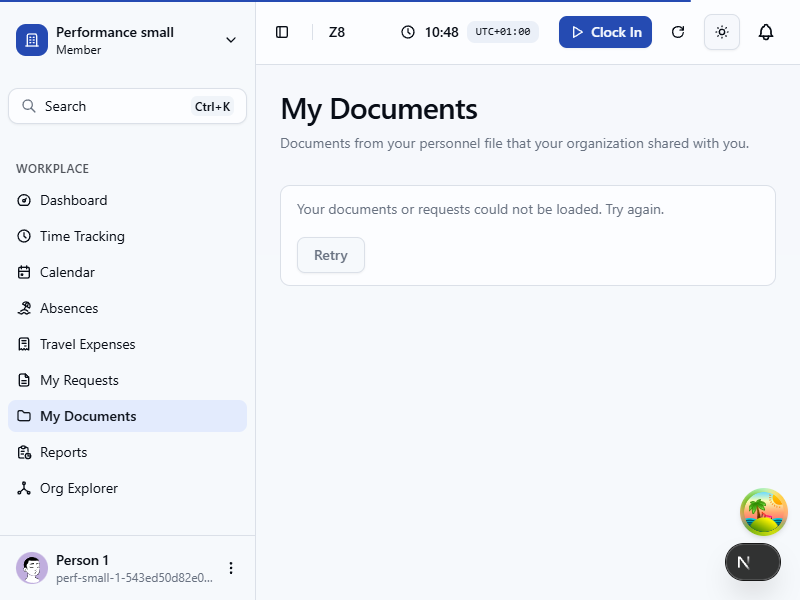 Performance small
Member
Search
Ctrl+K
WORKPLACE
Dashboard
Time Tracking
Calendar
Absences
Travel Expenses
My Requests
My Documents
Reports
Org Explorer
Person 1
perf-small-1-543ed50d82e0...
Z8
10:48
UTC+01:00
Clock In
My Documents
Documents from your personnel file that your organization shared with you.
Your documents or requests could not be loaded. Try again.
Retry
N